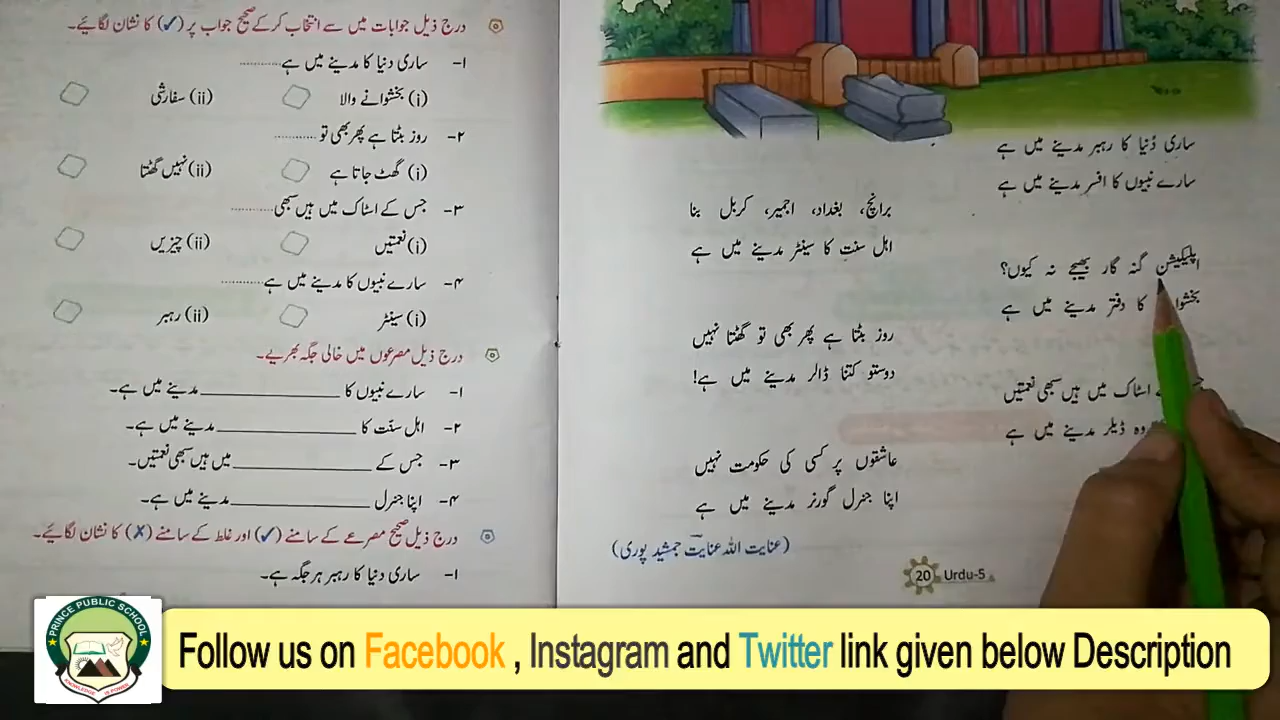 ساری دُنیا کا رہبر مدینے میں ہے
سارے نبیوں کا افسر مدینے میں ہے
اپلیکیشن گنہ گار بھیجے نہ کیوں؟
کا دفتر مدینے میں ہے
اسٹاک میں ہیں سبھی نعمتیں
وہ ڈیلر مدینے میں ہے
برانچ، بغداد، اجمیر، کربل بنا
اہل سنتِ کا سینٹر مدینے میں ہے
روز بٹتا ہے پھر بھی تو گھٹتا نہیں
دوستو کتنا ڈالر مدینے میں ہے!
عاشقوں پر کسی کی حکومت نہیں
اپنا جنرل گورنر مدینے میں ہے
(عنایت اللہ عنایتؔ جمشید پوری)
20 Urdu-5
درج ذیل جوابات میں سے انتخاب کرکے صحیح جواب پر (✓) کا نشان لگائیے۔
۱- ساری دنیا کا مدینے میں ہے ............
(i) بخشوانے والا (ii) سفارشی
۲- روز بٹتا ہے پھر بھی تو ............
(i) گھٹ جاتا ہے (ii) نہیں گھٹتا
۳- جس کے اسٹاک میں ہیں سبھی ............
(i) نعمتیں (ii) چیزیں
۴- سارے نبیوں کا مدینے میں ہے ............
(i) سینٹر (ii) رہبر
درج ذیل مصرعوں میں خالی جگہ بھریے۔
۱- سارے نبیوں کا ____________ مدینے میں ہے۔
۲- اہل سنّت کا ____________ مدینے میں ہے۔
۳- جس کے ____________ میں ہیں سبھی نعمتیں۔
۴- اپنا جنرل ____________ مدینے میں ہے۔
درج ذیل صحیح مصرعے کے سامنے (✓) اور غلط کے سامنے (✗) کا نشان لگائیے۔
۱- ساری دنیا کا رہبر ہر جگہ ہے۔
PRINCE PUBLIC SCHOOL
KNOWLEDGE IS POWER
Follow us on Facebook , Instagram and Twitter link given below Description